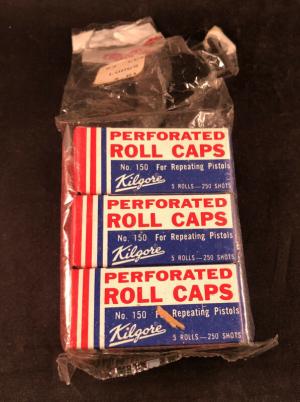 PERFORATED
ROLL CAPS
No. 150 For Repeating Pistols
Kilgore
5 ROLLS—250 SHOTS
PERFORATED
ROLL CAPS
No. 150 For Repeating Pistols
Kilgore
5 ROLLS—250 SHOTS
PERFORATED
ROLL CAPS
No. 150 F Repeating Pistols
Kilgore
5 ROLLS—250 SHOTS